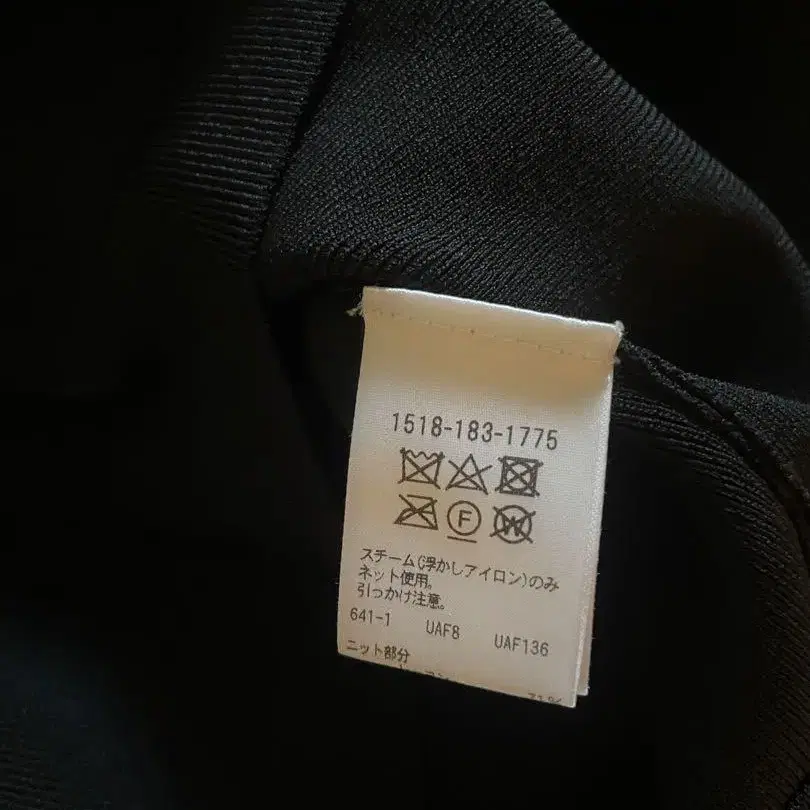 1518-183-1775
F W
スチーム(浮かしアイロン)のみ
ネット使用。
引っかけ注意。
641-1 UAF8 UAF136
ニット部分